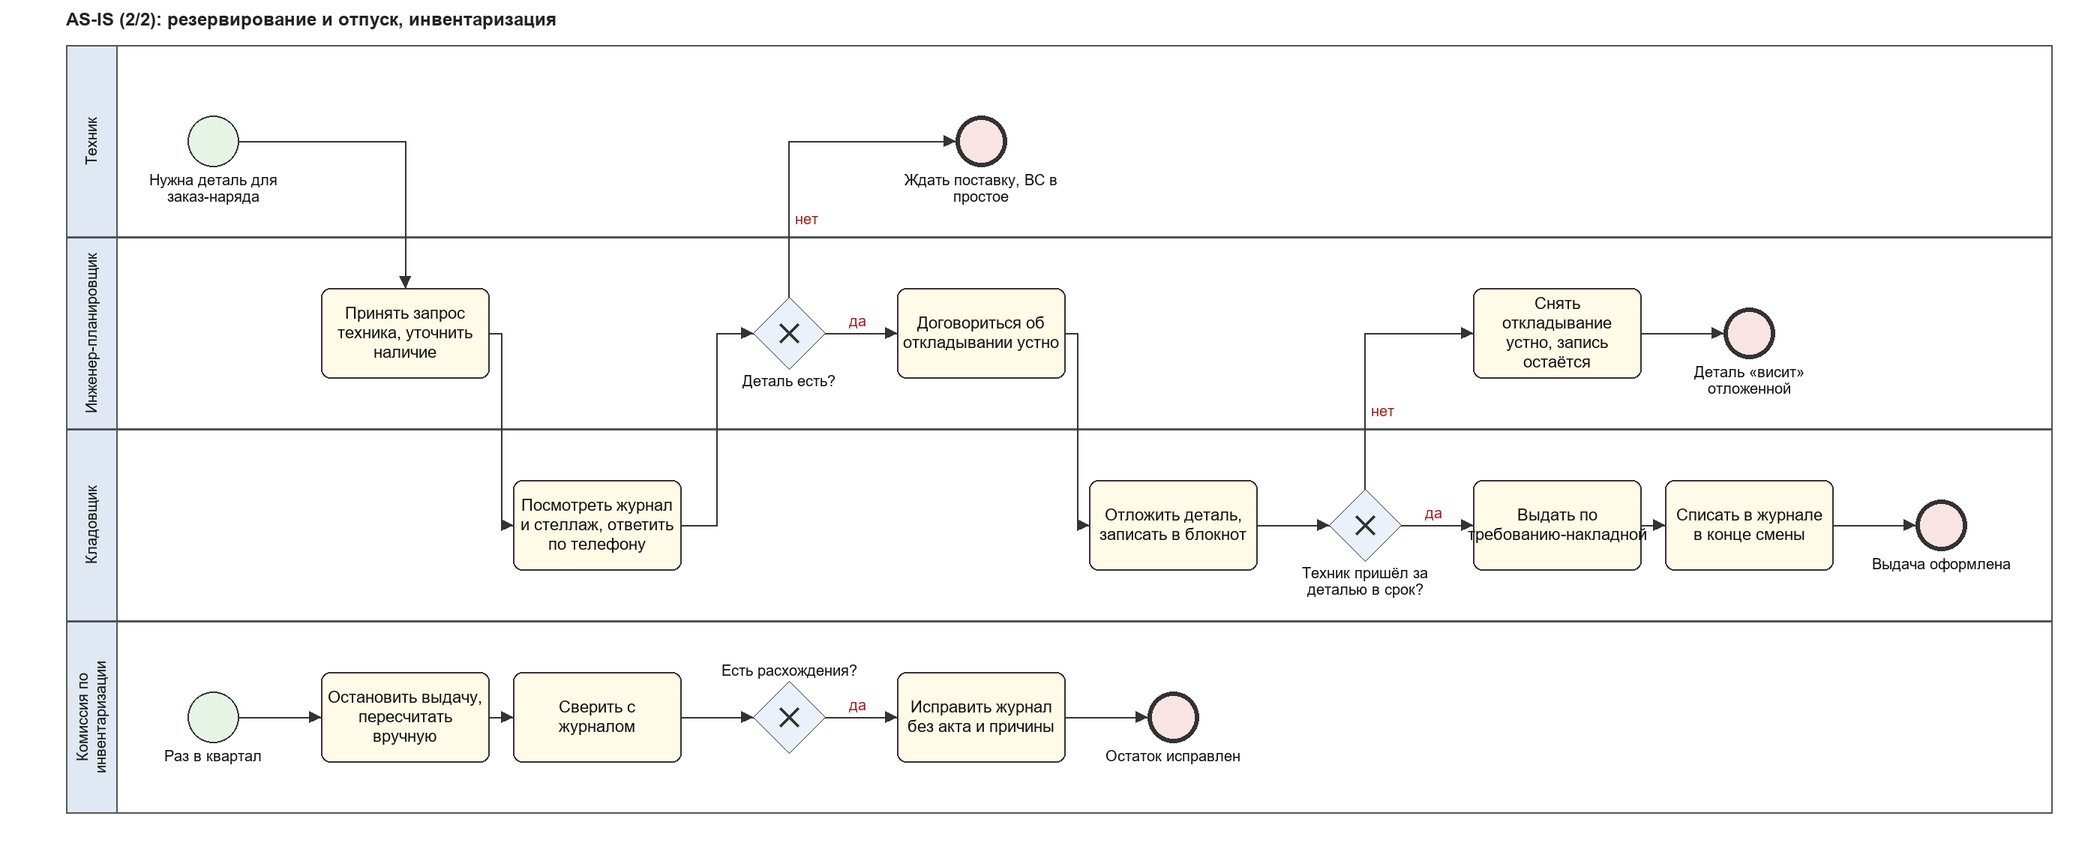 AS-IS (2/2): резервирование и отпуск, инвентаризация
Техник
Нужна деталь для
заказ-наряда
Ждать поставку, ВС в
простое
нет
Инженер-планировщик
Принять запрос
техника, уточнить
наличие
Деталь есть?
да
Договориться об
откладывании устно
Снять
откладывание
устно, запись
остаётся
Деталь «висит»
отложенной
нет
Кладовщик
Посмотреть журнал
и стеллаж, ответить
по телефону
Отложить деталь,
записать в блокнот
Техник пришёл за
деталью в срок?
да
Выдать по
требованию-накладной
Списать в журнале
в конце смены
Выдача оформлена
Комиссия по
инвентаризации
Раз в квартал
Остановить выдачу,
пересчитать
вручную
Сверить с
журналом
Есть расхождения?
да
Исправить журнал
без акта и причины
Остаток исправлен